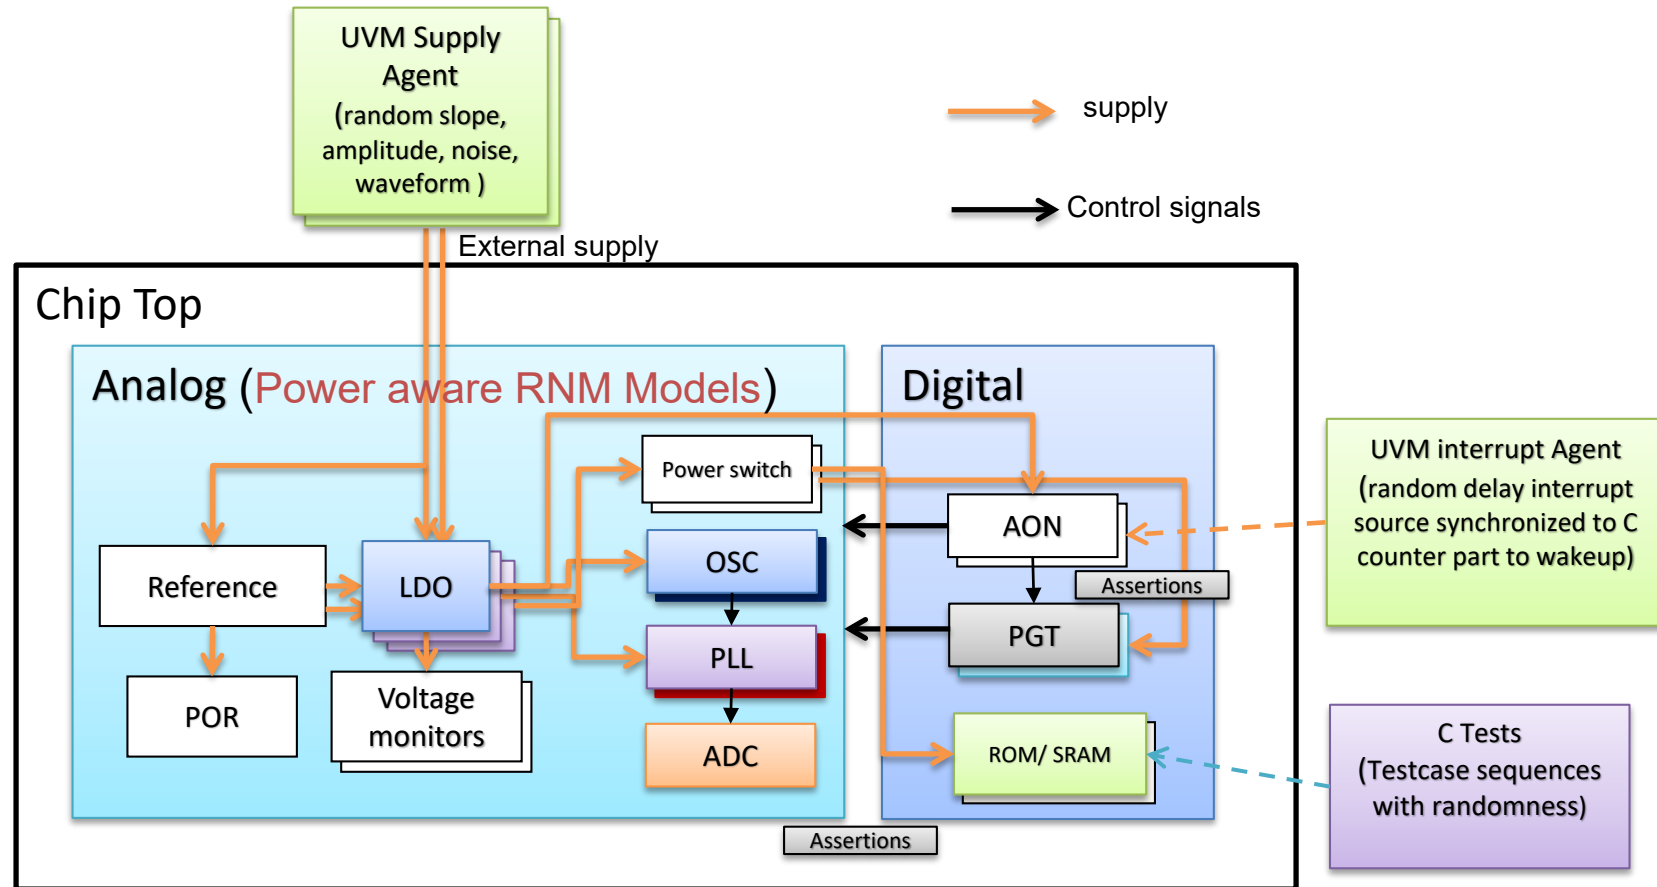 UVM Supply
Agent
(random slope,
amplitude, noise,
waveform )
supply
Control signals
External supply
Chip Top
Analog (Power aware RNM Models)
Digital
Power switch
AON
OSC
Reference
LDO
Assertions
PGT
PLL
POR
Voltage
monitors
ADC
ROM/ SRAM
Assertions
UVM interrupt Agent
(random delay interrupt
source synchronized to C
counter part to wakeup)
C Tests
(Testcase sequences
with randomness)